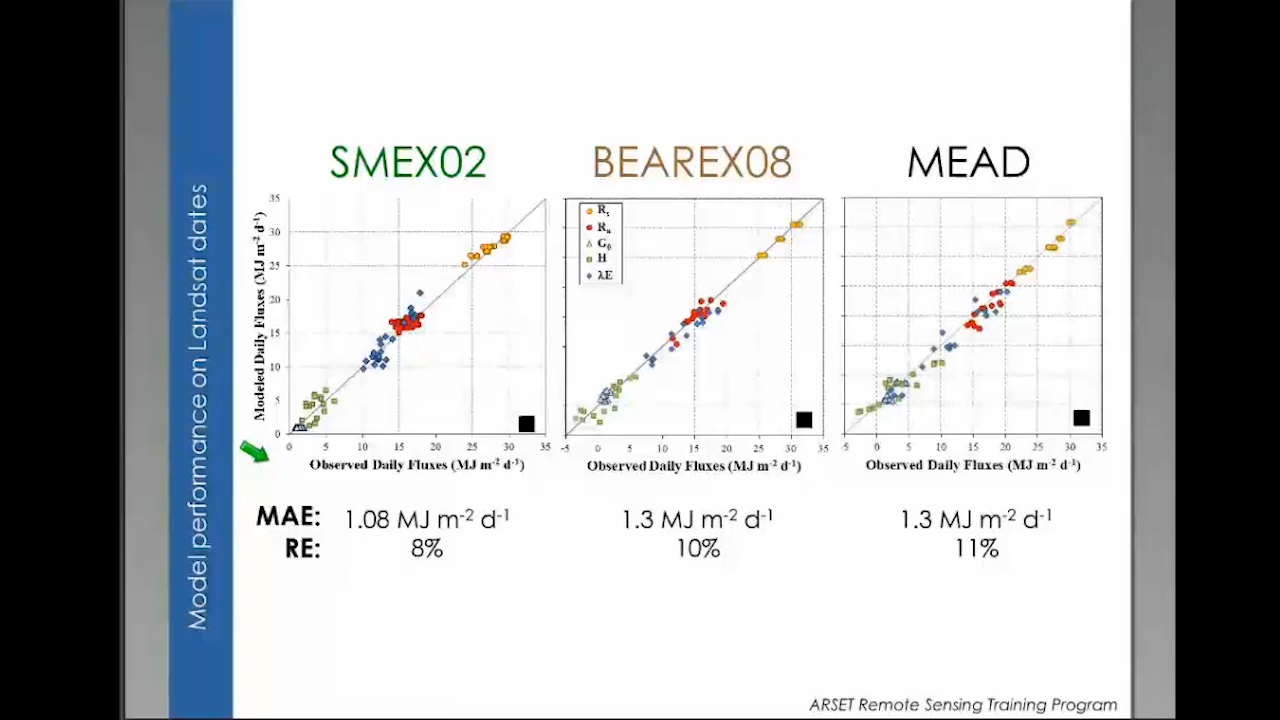 Model performance on Landsat dates
SMEX02
BEAREX08
MEAD
Modeled Daily Fluxes (MJ m-2 d-1)
35
30
25
20
15
10
5
0
0 5 10 15 20 25 30 35
Observed Daily Fluxes (MJ m-2 d-1)
Rs
Rn
G0
H
λE
-5 0 5 10 15 20 25 30 35
Observed Daily Fluxes (MJ m-2 d-1)
-5 0 5 10 15 20 25 30 35
Observed Daily Fluxes (MJ m-2 d-1)
MAE: 1.08 MJ m-2 d-1 1.3 MJ m-2 d-1 1.3 MJ m-2 d-1
RE: 8% 10% 11%
ARSET Remote Sensing Training Program